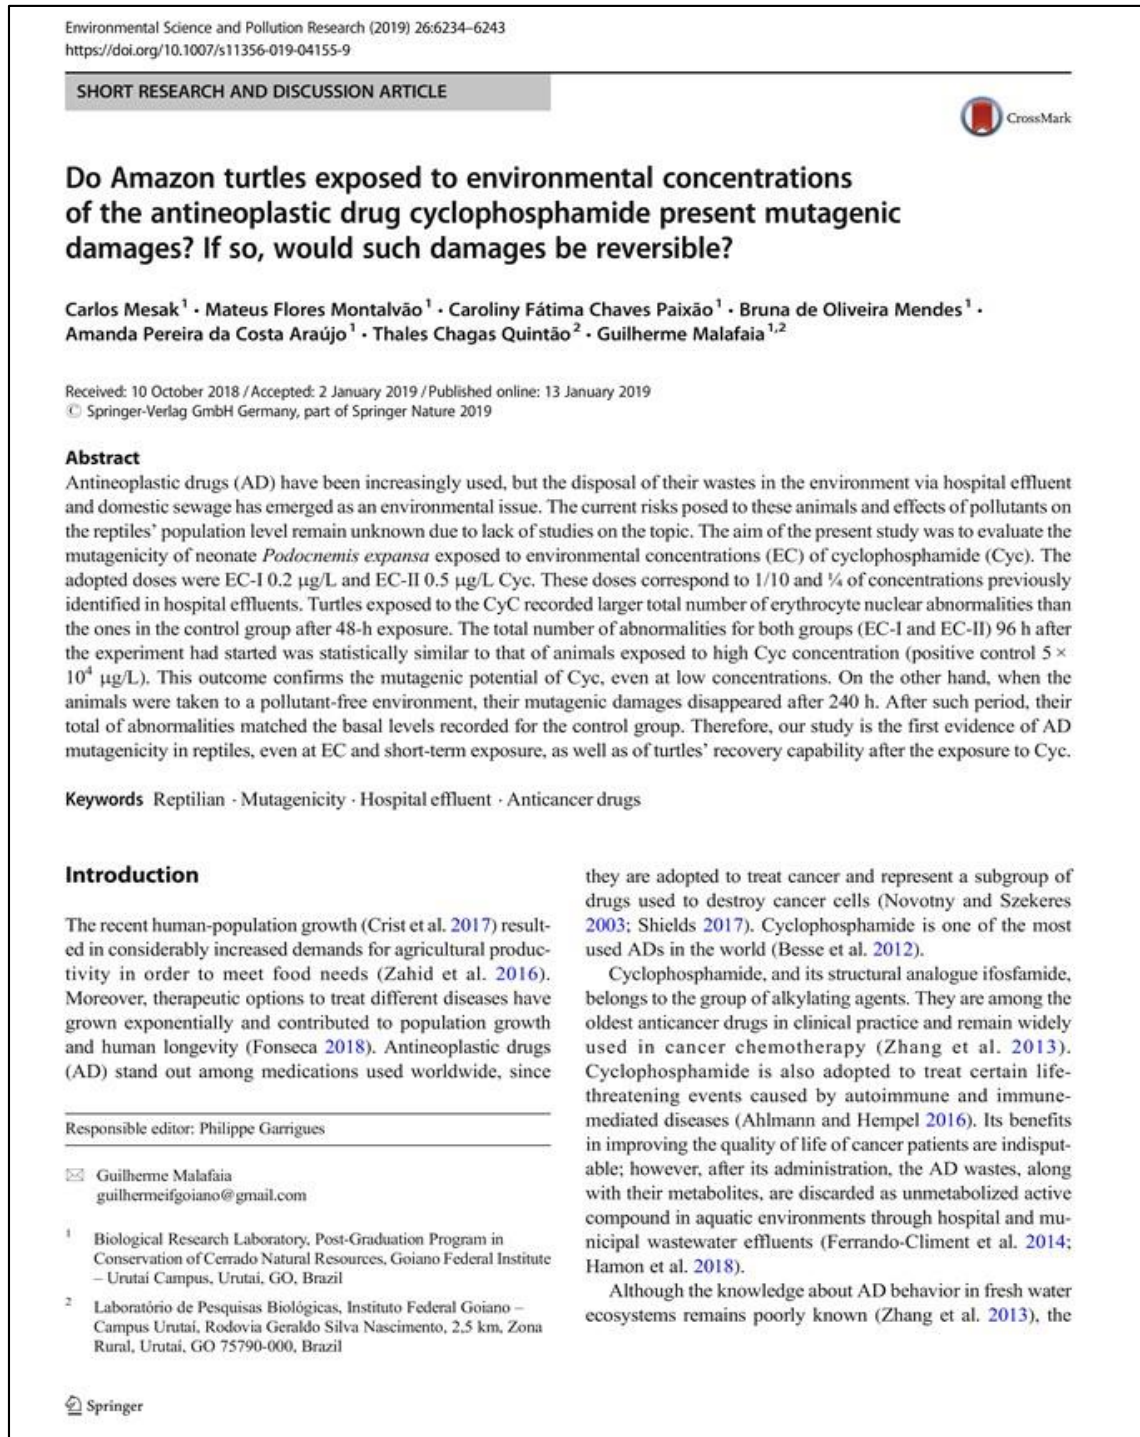 Environmental Science and Pollution Research (2019) 26:6234–6243
https://doi.org/10.1007/s11356-019-04155-9
SHORT RESEARCH AND DISCUSSION ARTICLE
CrossMark
Do Amazon turtles exposed to environmental concentrations
of the antineoplastic drug cyclophosphamide present mutagenic
damages? If so, would such damages be reversible?
Carlos Mesak¹ · Mateus Flores Montalvão¹ · Caroliny Fátima Chaves Paixão¹ · Bruna de Oliveira Mendes¹ ·
Amanda Pereira da Costa Araújo¹ · Thales Chagas Quintão² · Guilherme Malafaia¹,²
Received: 10 October 2018 / Accepted: 2 January 2019 / Published online: 13 January 2019
© Springer-Verlag GmbH Germany, part of Springer Nature 2019
Abstract
Antineoplastic drugs (AD) have been increasingly used, but the disposal of their wastes in the environment via hospital effluent
and domestic sewage has emerged as an environmental issue. The current risks posed to these animals and effects of pollutants on
the reptiles' population level remain unknown due to lack of studies on the topic. The aim of the present study was to evaluate the
mutagenicity of neonate Podocnemis expansa exposed to environmental concentrations (EC) of cyclophosphamide (Cyc). The
adopted doses were EC-I 0.2 μg/L and EC-II 0.5 μg/L Cyc. These doses correspond to 1/10 and ¼ of concentrations previously
identified in hospital effluents. Turtles exposed to the CyC recorded larger total number of erythrocyte nuclear abnormalities than
the ones in the control group after 48-h exposure. The total number of abnormalities for both groups (EC-I and EC-II) 96 h after
the experiment had started was statistically similar to that of animals exposed to high Cyc concentration (positive control 5 ×
10⁴ μg/L). This outcome confirms the mutagenic potential of Cyc, even at low concentrations. On the other hand, when the
animals were taken to a pollutant-free environment, their mutagenic damages disappeared after 240 h. After such period, their
total of abnormalities matched the basal levels recorded for the control group. Therefore, our study is the first evidence of AD
mutagenicity in reptiles, even at EC and short-term exposure, as well as of turtles' recovery capability after the exposure to Cyc.
Keywords Reptilian · Mutagenicity · Hospital effluent · Anticancer drugs
Introduction
The recent human-population growth (Crist et al. 2017) result-
ed in considerably increased demands for agricultural produc-
tivity in order to meet food needs (Zahid et al. 2016).
Moreover, therapeutic options to treat different diseases have
grown exponentially and contributed to population growth
and human longevity (Fonseca 2018). Antineoplastic drugs
(AD) stand out among medications used worldwide, since
Responsible editor: Philippe Garrigues
✉ Guilherme Malafaia
guilhermeifgoiano@gmail.com
1 Biological Research Laboratory, Post-Graduation Program in
Conservation of Cerrado Natural Resources, Goiano Federal Institute
– Urutaí Campus, Urutaí, GO, Brazil
2 Laboratório de Pesquisas Biológicas, Instituto Federal Goiano –
Campus Urutaí, Rodovia Geraldo Silva Nascimento, 2,5 km, Zona
Rural, Urutaí, GO 75790-000, Brazil
they are adopted to treat cancer and represent a subgroup of
drugs used to destroy cancer cells (Novotny and Szekeres
2003; Shields 2017). Cyclophosphamide is one of the most
used ADs in the world (Besse et al. 2012).
Cyclophosphamide, and its structural analogue ifosfamide,
belongs to the group of alkylating agents. They are among the
oldest anticancer drugs in clinical practice and remain widely
used in cancer chemotherapy (Zhang et al. 2013).
Cyclophosphamide is also adopted to treat certain life-
threatening events caused by autoimmune and immune-
mediated diseases (Ahlmann and Hempel 2016). Its benefits
in improving the quality of life of cancer patients are indisput-
able; however, after its administration, the AD wastes, along
with their metabolites, are discarded as unmetabolized active
compound in aquatic environments through hospital and mu-
nicipal wastewater effluents (Ferrando-Climent et al. 2014;
Hamon et al. 2018).
Although the knowledge about AD behavior in fresh water
ecosystems remains poorly known (Zhang et al. 2013), the
Springer